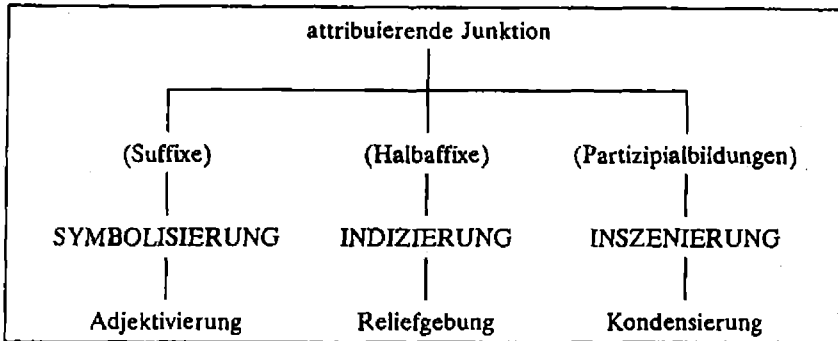 attribuierende Junktion
(Suffixe) (Halbaffixe) (Partizipialbildungen)
SYMBOLISIERUNG INDIZIERUNG INSZENIERUNG
Adjektivierung Reliefgebung Kondensierung